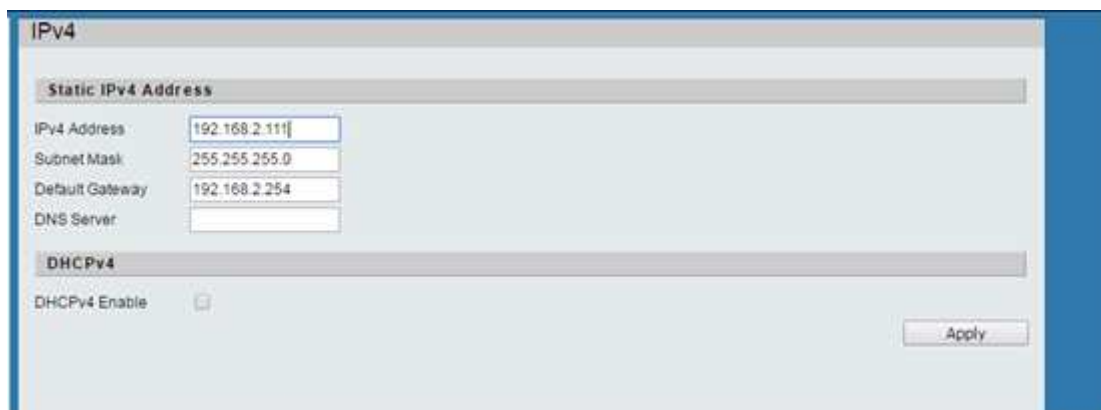 IPv4
Static IPv4 Address
IPv4 Address 192.168.2.111
Subnet Mask 255.255.255.0
Default Gateway 192.168.2.254
DNS Server
DHCPv4
DHCPv4 Enable
Apply